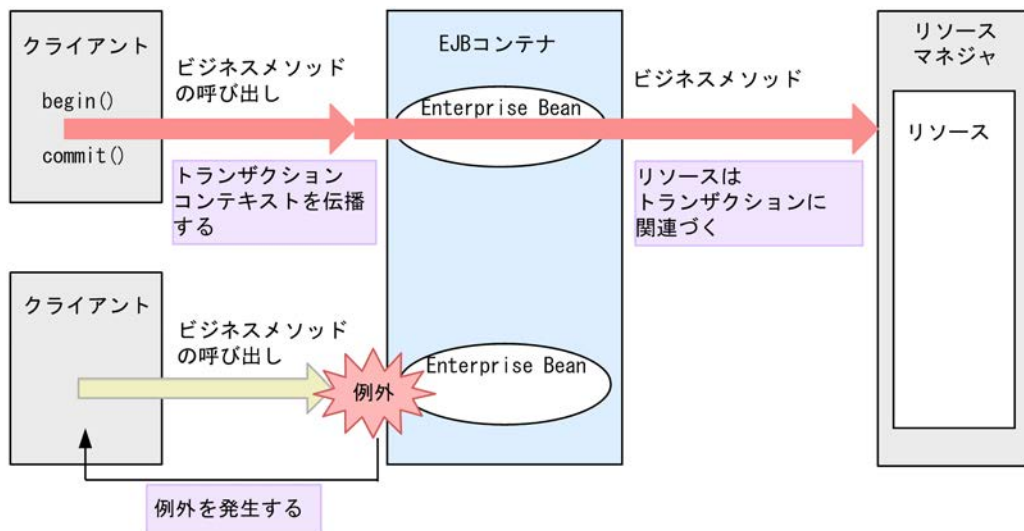 クライアント
begin()
commit()
ビジネスメソッド
の呼び出し
トランザクション
コンテキストを伝播
する
EJBコンテナ
Enterprise Bean
ビジネスメソッド
リソースは
トランザクションに
関連づく
リソース
マネジャ
リソース
クライアント
ビジネスメソッド
の呼び出し
例外
Enterprise Bean
例外を発生する